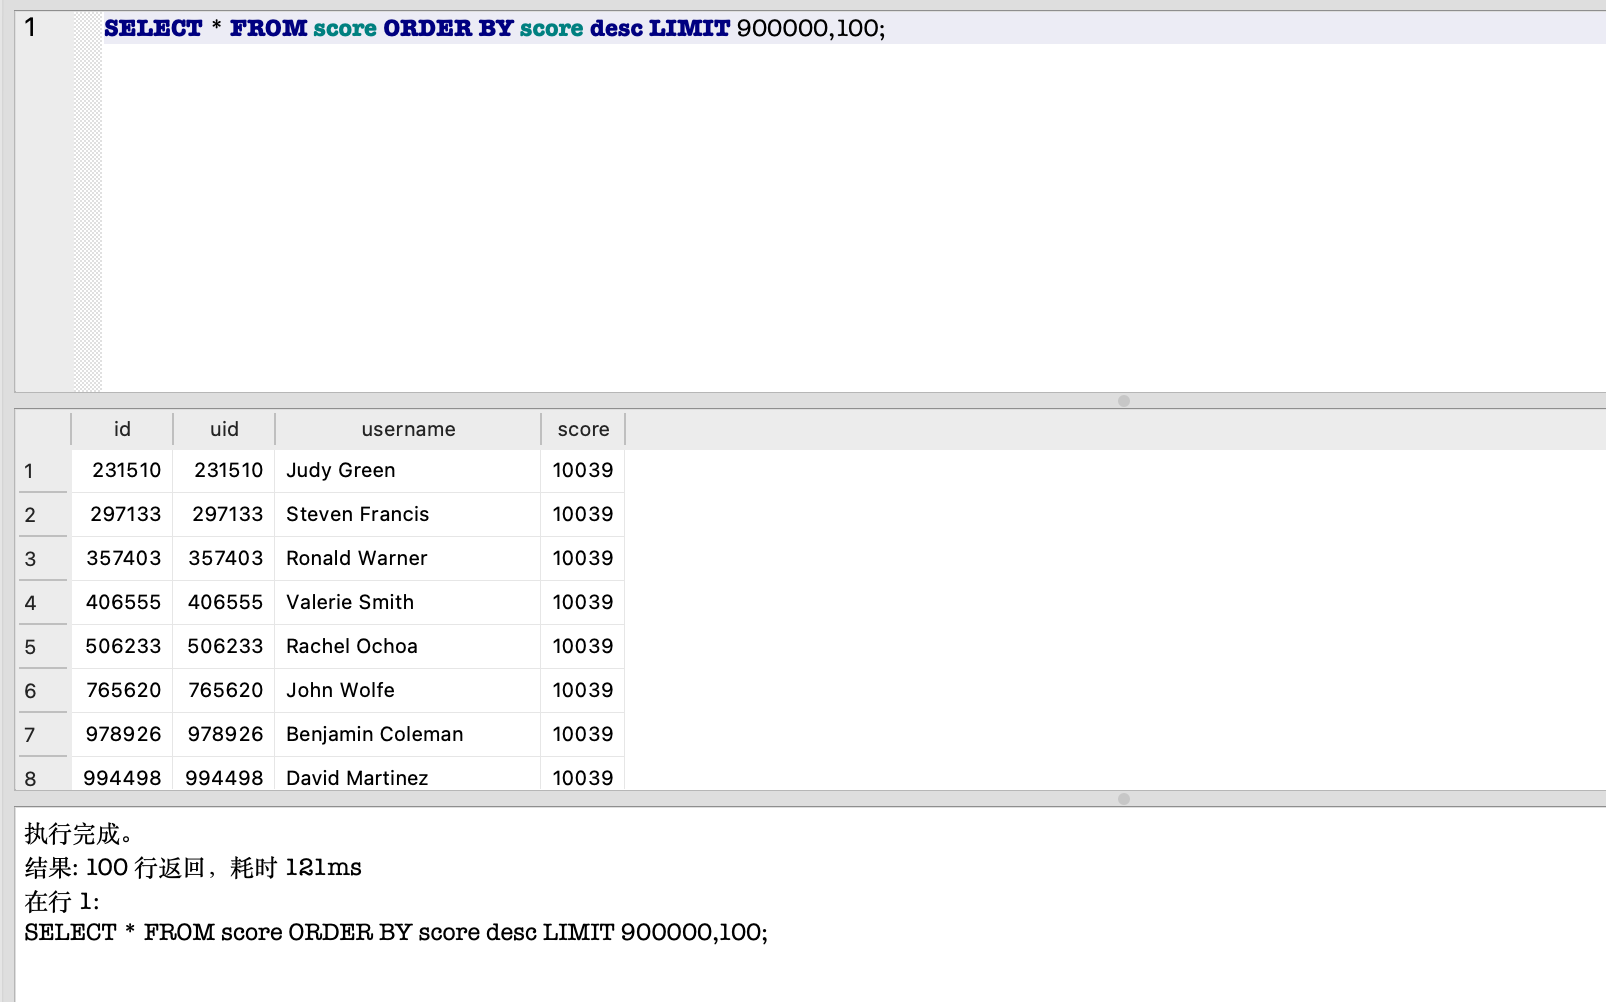 1 SELECT * FROM score ORDER BY score desc LIMIT 900000,100;
id uid username score
1 231510 231510 Judy Green 10039
2 297133 297133 Steven Francis 10039
3 357403 357403 Ronald Warner 10039
4 406555 406555 Valerie Smith 10039
5 506233 506233 Rachel Ochoa 10039
6 765620 765620 John Wolfe 10039
7 978926 978926 Benjamin Coleman 10039
8 994498 994498 David Martinez 10039
执行完成。
结果: 100 行返回，耗时 121ms
在行 1:
SELECT * FROM score ORDER BY score desc LIMIT 900000,100;